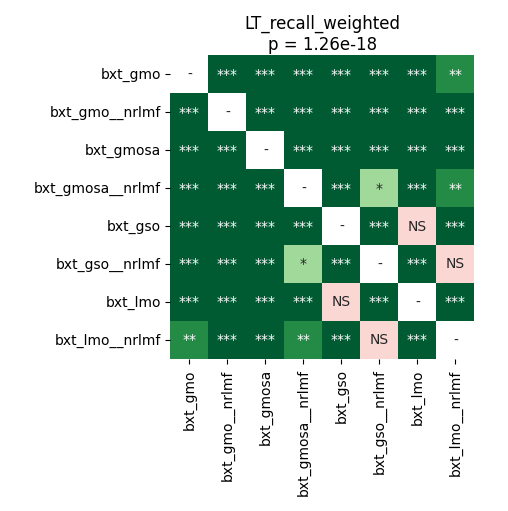 LT_recall_weighted
p = 1.26e-18
bxt_gmo - *** *** *** *** *** *** **
bxt_gmo__nrlmf *** - *** *** *** *** *** ***
bxt_gmosa *** *** - *** *** *** *** ***
bxt_gmosa__nrlmf *** *** *** - *** * *** **
bxt_gso *** *** *** *** - *** NS ***
bxt_gso__nrlmf *** *** *** * *** - *** NS
bxt_lmo *** *** *** *** NS *** - ***
bxt_lmo__nrlmf ** *** *** ** *** NS *** -
bxt_gmo
bxt_gmo__nrlmf
bxt_gmosa
bxt_gmosa__nrlmf
bxt_gso
bxt_gso__nrlmf
bxt_lmo
bxt_lmo__nrlmf